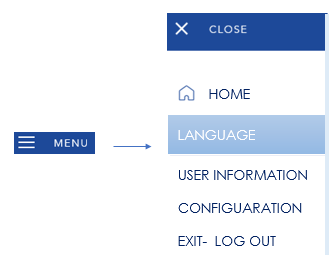 CLOSE
HOME
MENU
LANGUAGE
USER INFORMATION
CONFIGUARATION
EXIT- LOG OUT